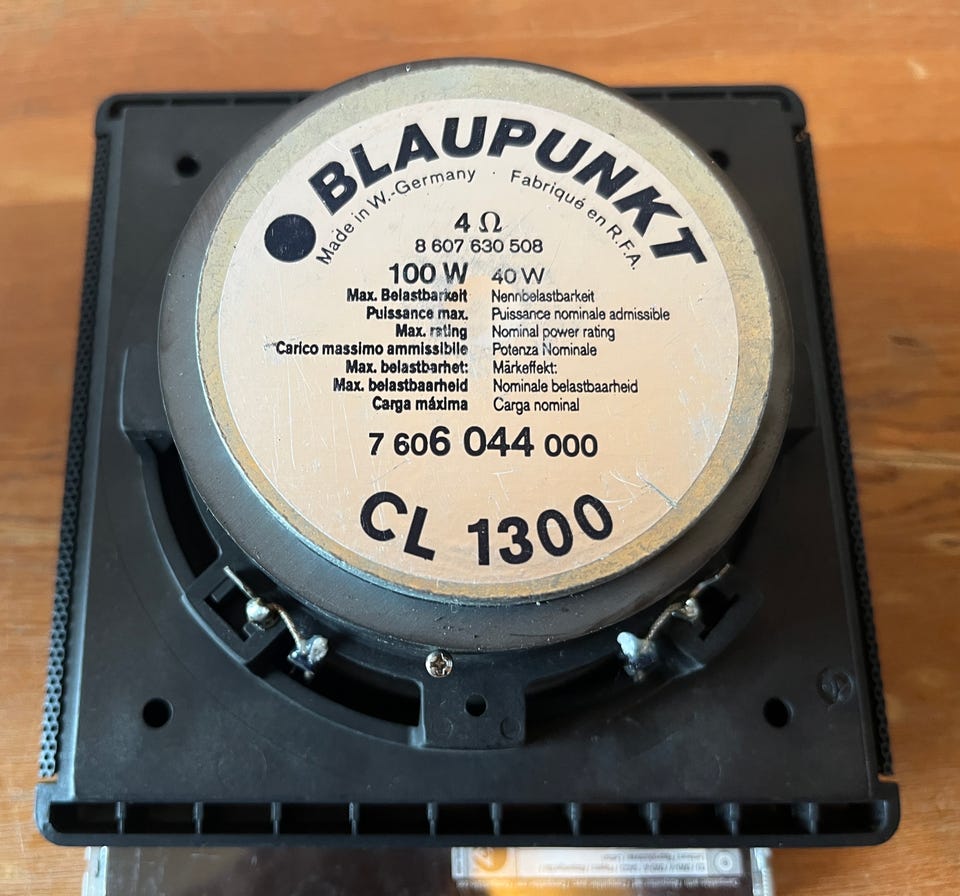 BLAUPUNKT
Made in W.-Germany · Fabriqué en R.F.A.
4 Ω
8 607 630 508
100 W 40 W
Max. Belastbarkeit Nennbelastbarkeit
Puissance max. Puissance nominale admissible
Max. rating Nominal power rating
Carico massimo ammissibile Potenza Nominale
Max. belastbarhet: Märkeffekt:
Max. belastbaarheid Nominale belastbaarheid
Carga máxima Carga nominal
7 606 044 000
CL 1300